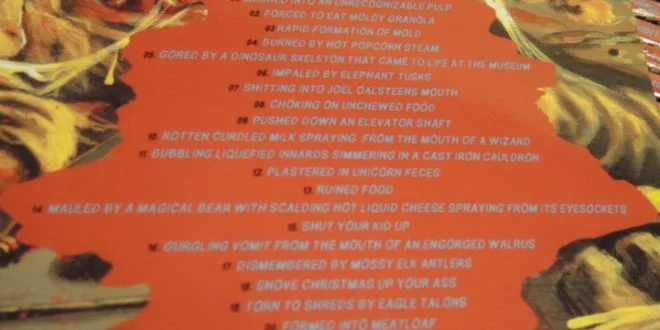 INTO AN UNRECOGNIZABLE PULP
02. FORCED TO EAT MOLDY GRANOLA
03. RAPID FORMATION OF MOLD
04. BURNED BY HOT POPCORN STEAM
05. GORED BY A DINOSAUR SKELETON THAT CAME TO LIFE AT THE MUSEUM
06. IMPALED BY ELEPHANT TUSKS
07. SHITTING INTO JOEL GALSTEENS MOUTH
08. CHOKING ON UNCHEWED FOOD
09. PUSHED DOWN AN ELEVATOR SHAFT
10. ROTTEN CURDLED MILK SPRAYING FROM THE MOUTH OF A WIZARD
11. BUBBLING LIQUEFIED INNARDS SIMMERING IN A CAST IRON CAULDRON
12. PLASTERED IN UNICORN FECES
13. RUINED FOOD
14. MAULED BY A MAGICAL BEAR WITH SCALDING HOT LIQUID CHEESE SPRAYING FROM ITS EYESOCKETS
15. SHUT YOUR KID UP
16. GURGLING VOMIT FROM THE MOUTH OF AN ENGORGED WALRUS
17. DISMEMBERED BY MOSSY ELK ANTLERS
18. SHOVE CHRISTMAS UP YOUR ASS
19. TORN TO SHREDS BY EAGLE TALONS
20. FORMED INTO MEATLOAF